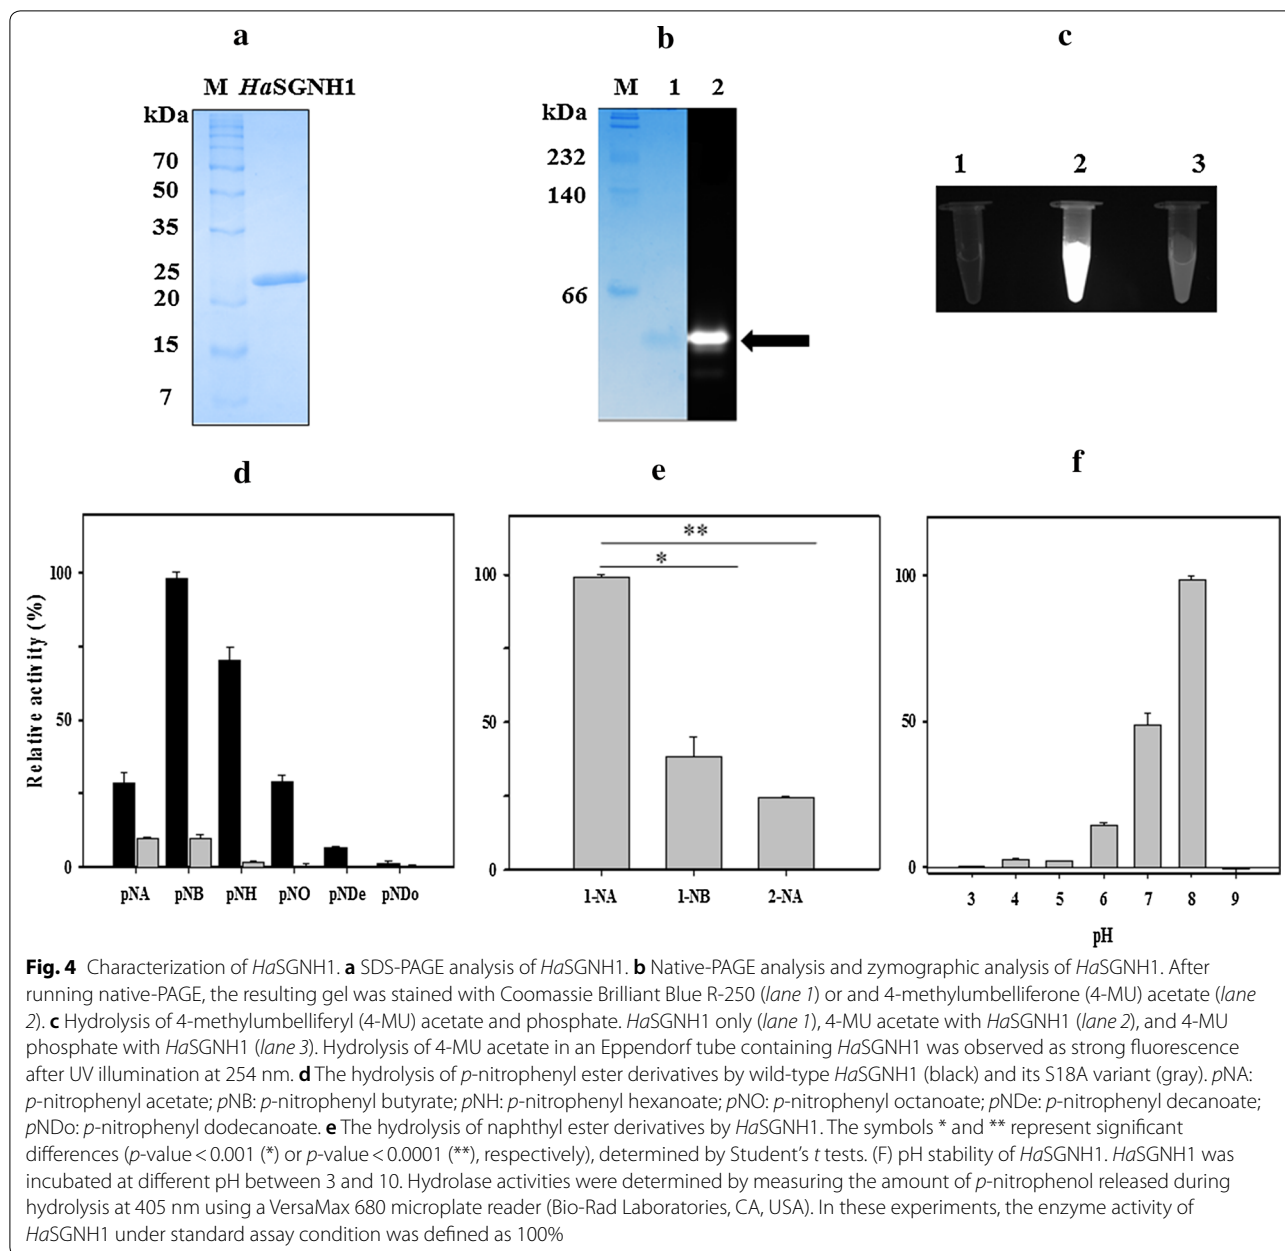 a
b
c
M HaSGNH1
kDa
70
50
35
25
20
15
7
M 1 2
kDa
232
140
66
1 2 3
d
e
f
Relative activity (%)
100
50
0
pNA pNB pNH pNO pNDe pNDo
**
*
100
50
0
1-NA 1-NB 2-NA
100
50
0
3 4 5 6 7 8 9
pH
Fig. 4 Characterization of HaSGNH1. a SDS-PAGE analysis of HaSGNH1. b Native-PAGE analysis and zymographic analysis of HaSGNH1. After
running native-PAGE, the resulting gel was stained with Coomassie Brilliant Blue R-250 (lane 1) or and 4-methylumbelliferone (4-MU) acetate (lane
2). c Hydrolysis of 4-methylumbelliferyl (4-MU) acetate and phosphate. HaSGNH1 only (lane 1), 4-MU acetate with HaSGNH1 (lane 2), and 4-MU
phosphate with HaSGNH1 (lane 3). Hydrolysis of 4-MU acetate in an Eppendorf tube containing HaSGNH1 was observed as strong fluorescence
after UV illumination at 254 nm. d The hydrolysis of p-nitrophenyl ester derivatives by wild-type HaSGNH1 (black) and its S18A variant (gray). pNA:
p-nitrophenyl acetate; pNB: p-nitrophenyl butyrate; pNH: p-nitrophenyl hexanoate; pNO: p-nitrophenyl octanoate; pNDe: p-nitrophenyl decanoate;
pNDo: p-nitrophenyl dodecanoate. e The hydrolysis of naphthyl ester derivatives by HaSGNH1. The symbols * and ** represent significant
differences (p-value < 0.001 (*) or p-value < 0.0001 (**), respectively), determined by Student's t tests. (F) pH stability of HaSGNH1. HaSGNH1 was
incubated at different pH between 3 and 10. Hydrolase activities were determined by measuring the amount of p-nitrophenol released during
hydrolysis at 405 nm using a VersaMax 680 microplate reader (Bio-Rad Laboratories, CA, USA). In these experiments, the enzyme activity of
HaSGNH1 under standard assay condition was defined as 100%